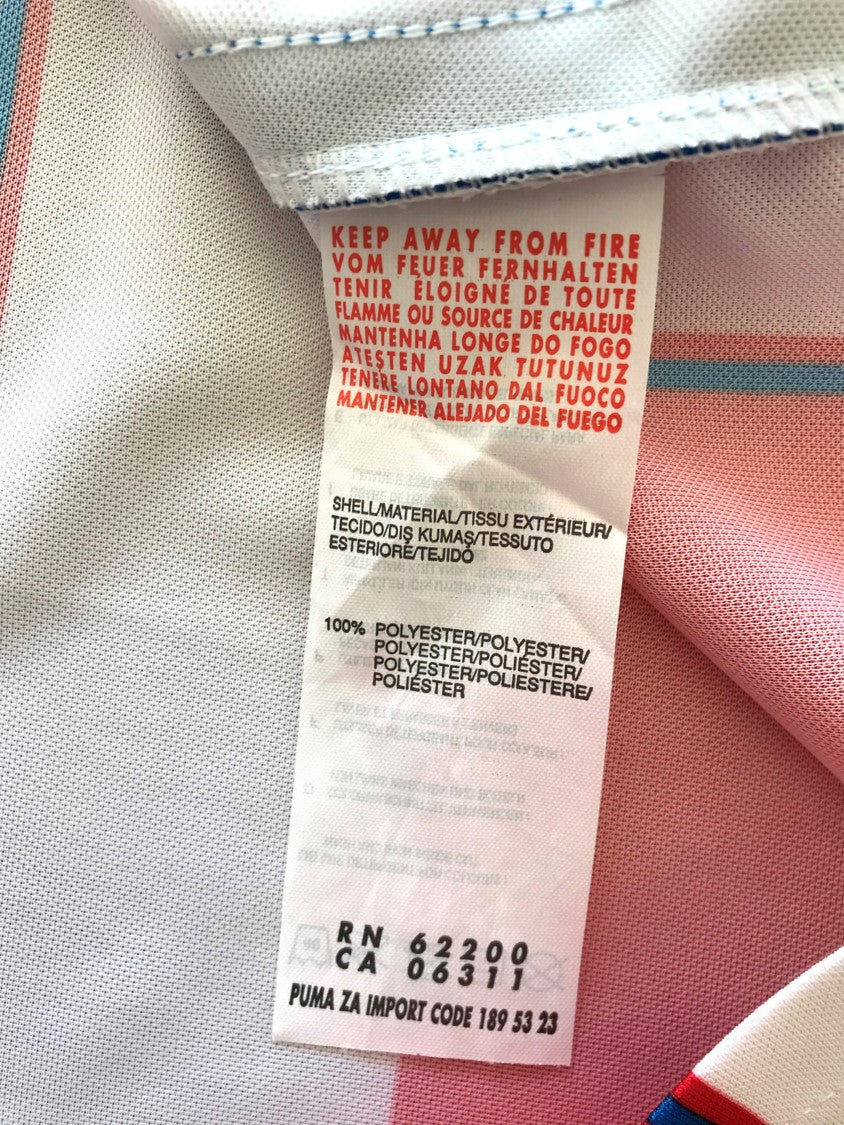 KEEP AWAY FROM FIRE
VOM FEUER FERNHALTEN
TENIR ÉLOIGNÉ DE TOUTE
FLAMME OU SOURCE DE CHALEUR
MANTENHA LONGE DO FOGO
ATEŞTEN UZAK TUTUNUZ
TENERE LONTANO DAL FUOCO
MANTENER ALEJADO DEL FUEGO
SHELL/MATERIAL/TISSU EXTÉRIEUR/
TECIDO/DIŞ KUMAŞ/TESSUTO
ESTERIORE/TEJIDO
100% POLYESTER/POLYESTER/
POLYESTER/POLIÉSTER/
POLYESTER/POLIESTERE/
POLIÉSTER
RN 62200
CA 06311
PUMA ZA IMPORT CODE 189 53 23